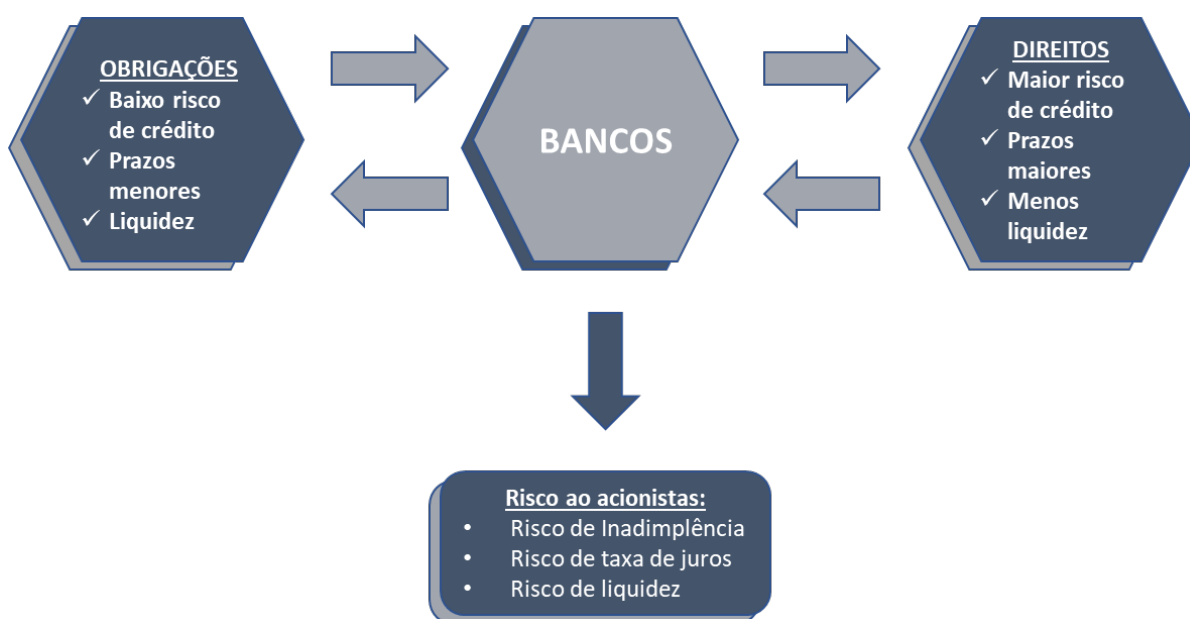 OBRIGAÇÕES
✓ Baixo risco
de crédito
✓ Prazos
menores
✓ Liquidez
BANCOS
DIREITOS
✓ Maior risco
de crédito
✓ Prazos
maiores
✓ Menos
liquidez
Risco ao acionistas:
• Risco de Inadimplência
• Risco de taxa de juros
• Risco de liquidez